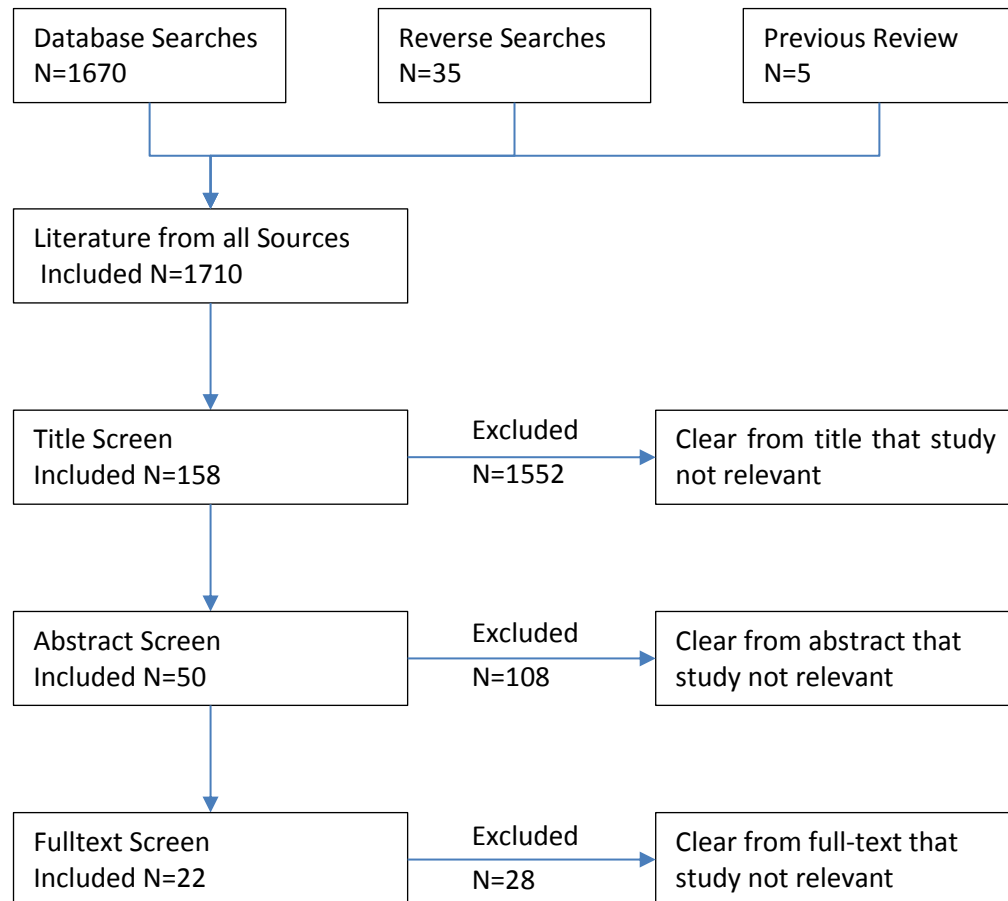 Database Searches
N=1670
Reverse Searches
N=35
Previous Review
N=5
Literature from all Sources
Included N=1710
Title Screen
Included N=158
Excluded
N=1552
Clear from title that study
not relevant
Abstract Screen
Included N=50
Excluded
N=108
Clear from abstract that
study not relevant
Fulltext Screen
Included N=22
Excluded
N=28
Clear from full-text that
study not relevant